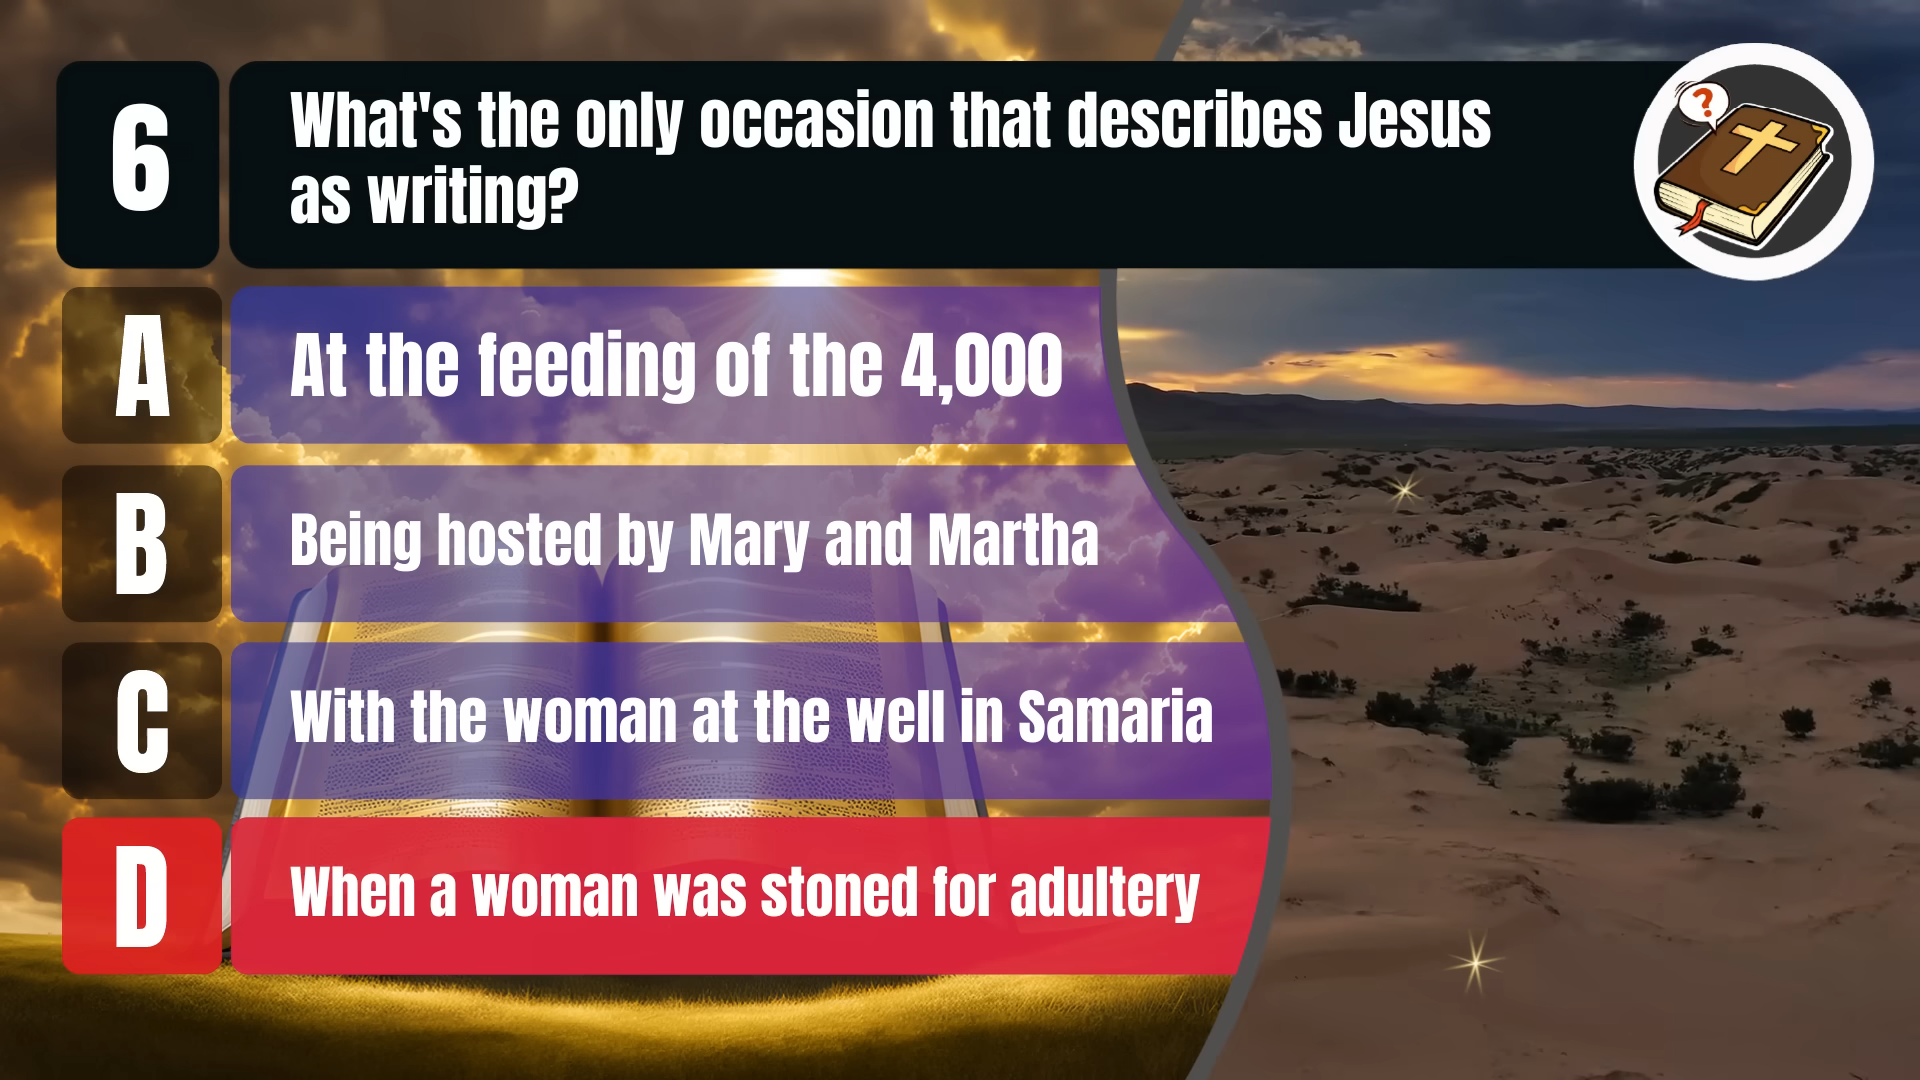 6
What's the only occasion that describes Jesus
as writing?
?
A
At the feeding of the 4,000
B
Being hosted by Mary and Martha
C
With the woman at the well in Samaria
D
When a woman was stoned for adultery